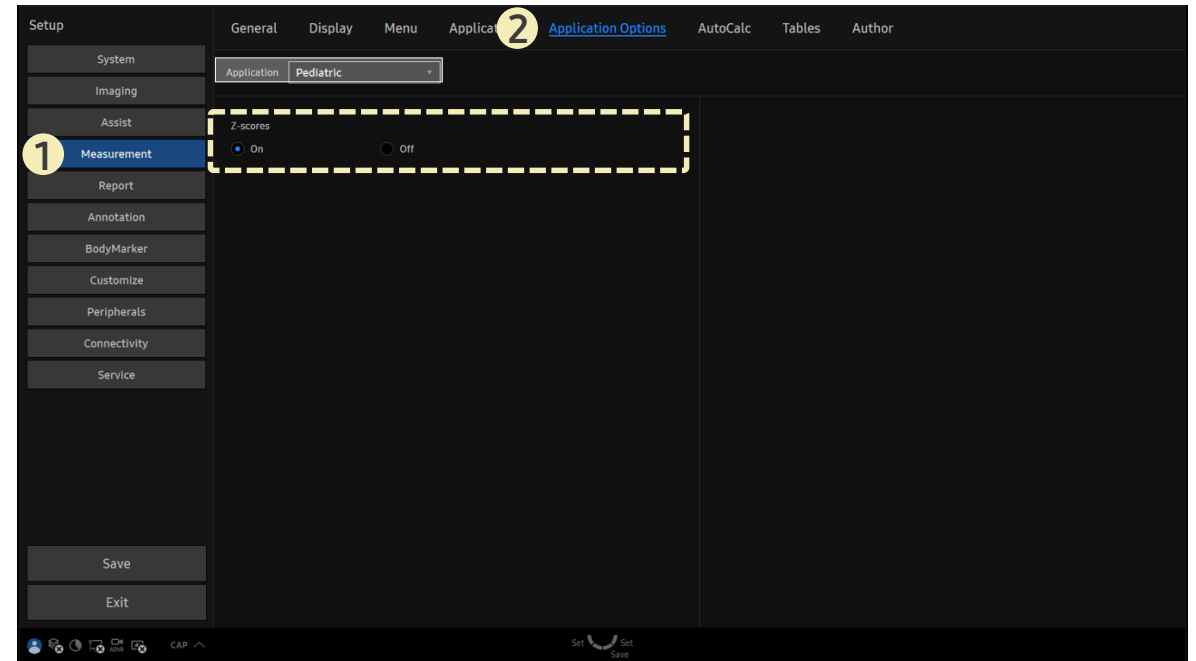 Setup
General Display Menu Applicat 2 Application Options AutoCalc Tables Author
System
Application Pediatric
Imaging
Assist
Z-scores
On Off
1 Measurement
Report
Annotation
BodyMarker
Customize
Peripherals
Connectivity
Service
Save
Exit
CAP
Set Set
Save